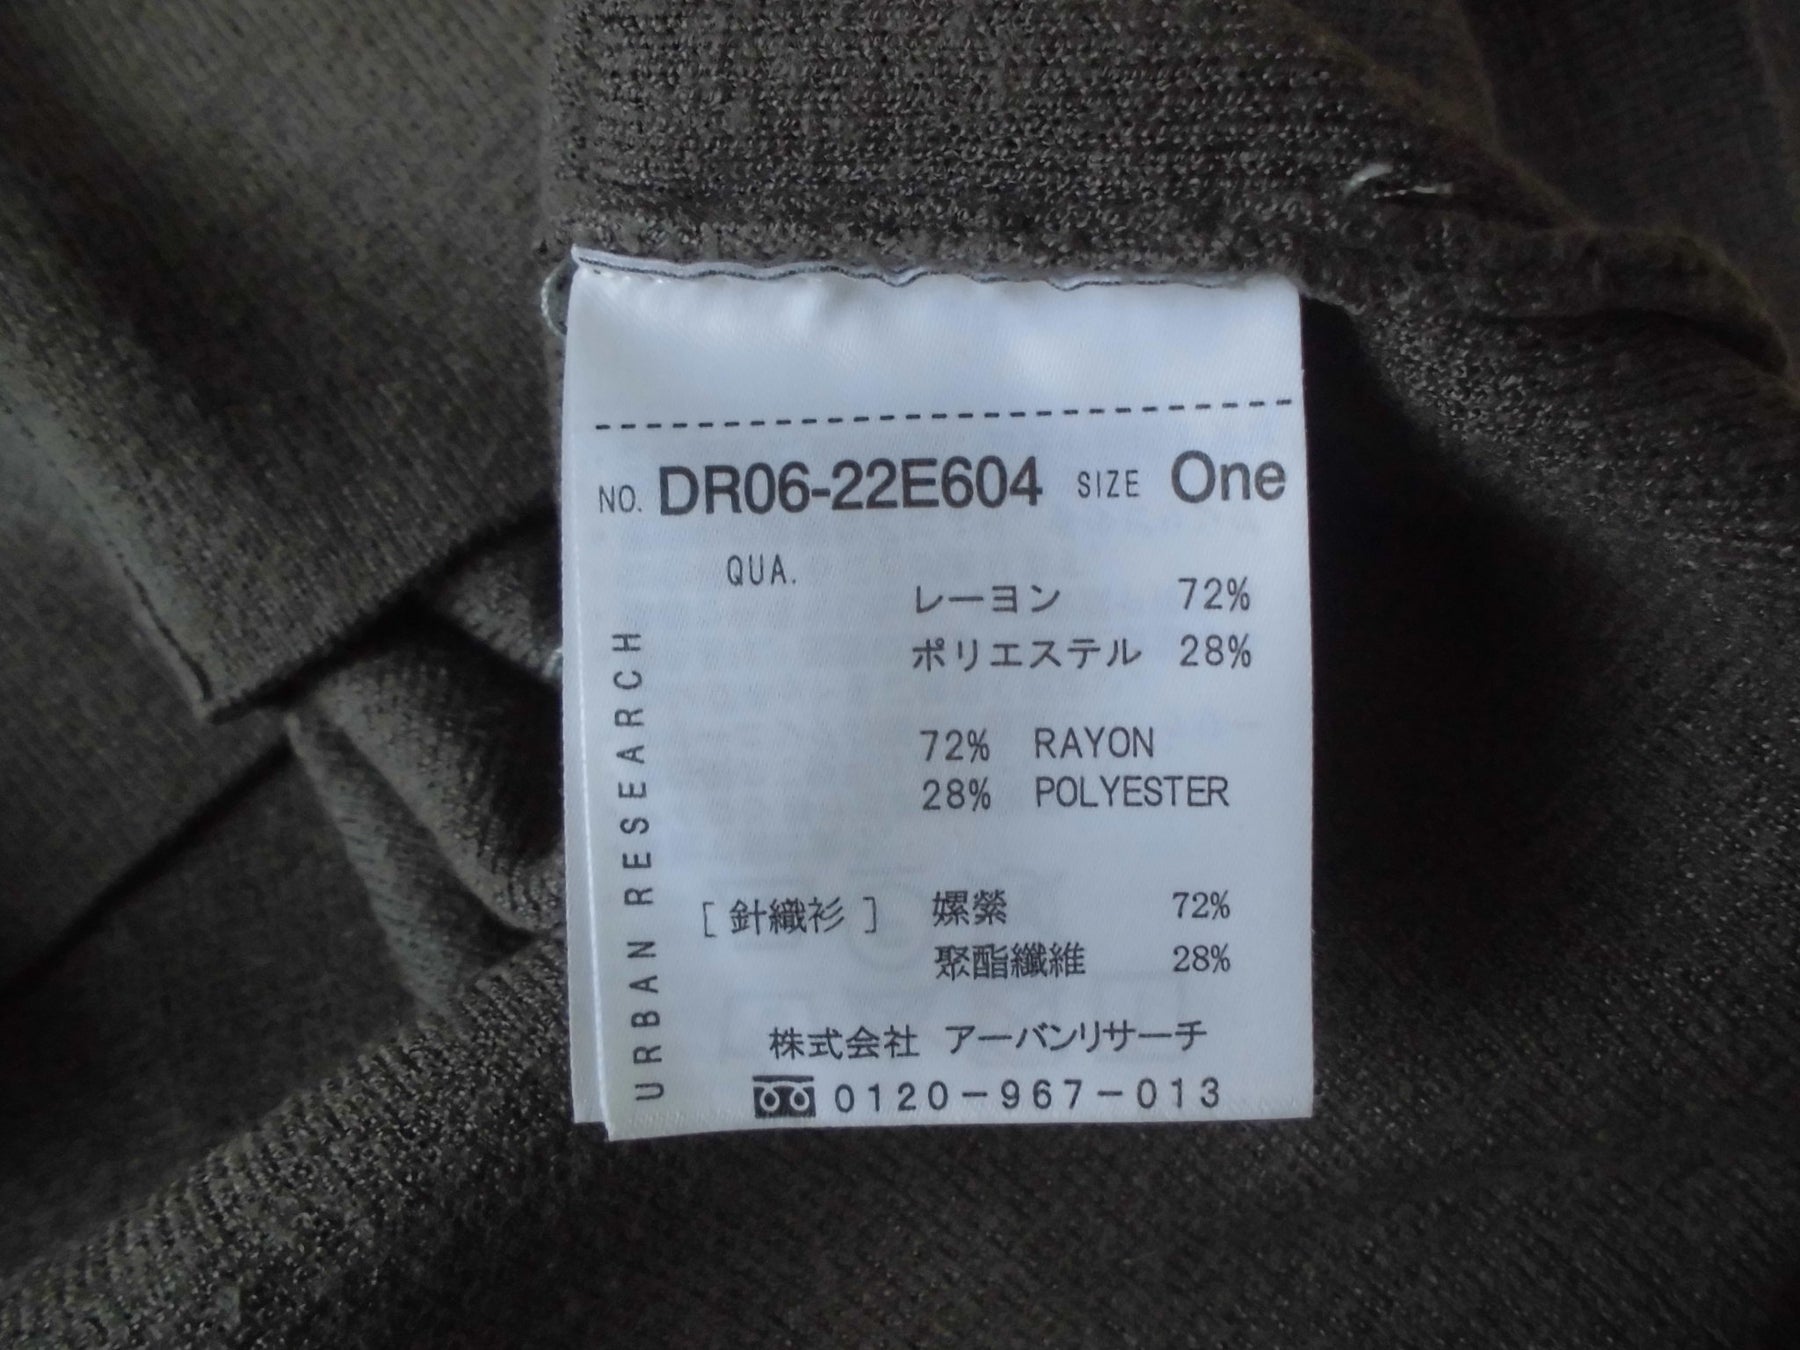 NO. DR06-22E604 SIZE One
QUA.
レーヨン 72%
ポリエステル 28%
72% RAYON
28% POLYESTER
[ 針織衫 ] 嫘縈 72%
聚酯纖維 28%
株式会社 アーバンリサーチ
0120-967-013
URBAN RESEARCH